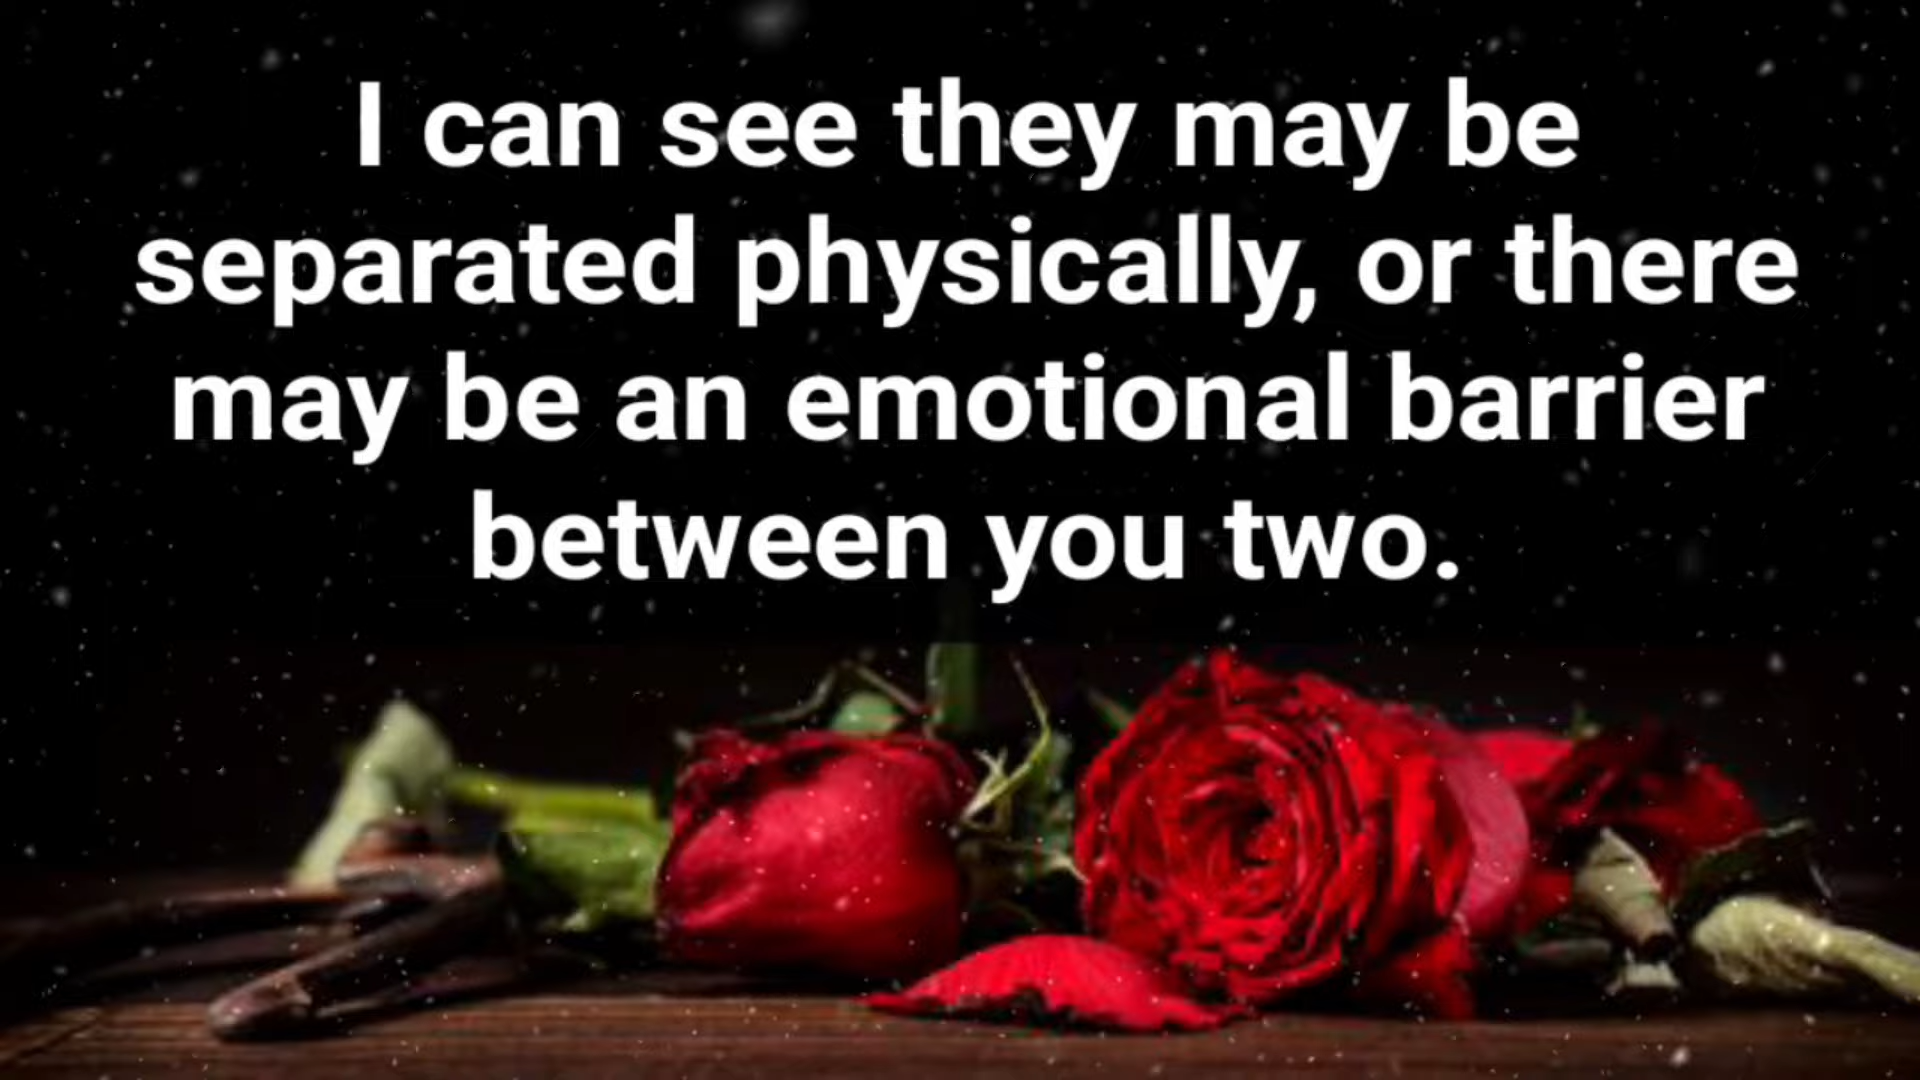 I can see they may be
separated physically, or there
may be an emotional barrier
between you two.